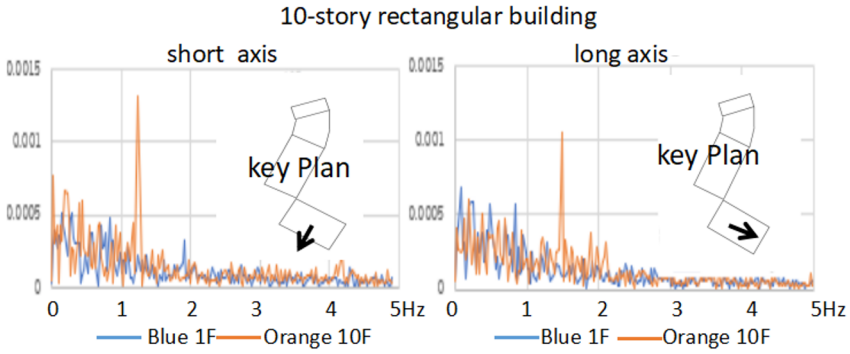 10-story rectangular building
short axis
long axis
0.0015
0.001
0.0005
0
key Plan
0 1 2 3 4 5Hz
Blue 1F Orange 10F
0.0015
0.001
0.0005
0
key Plan
0 1 2 3 4 5Hz
Blue 1F Orange 10F